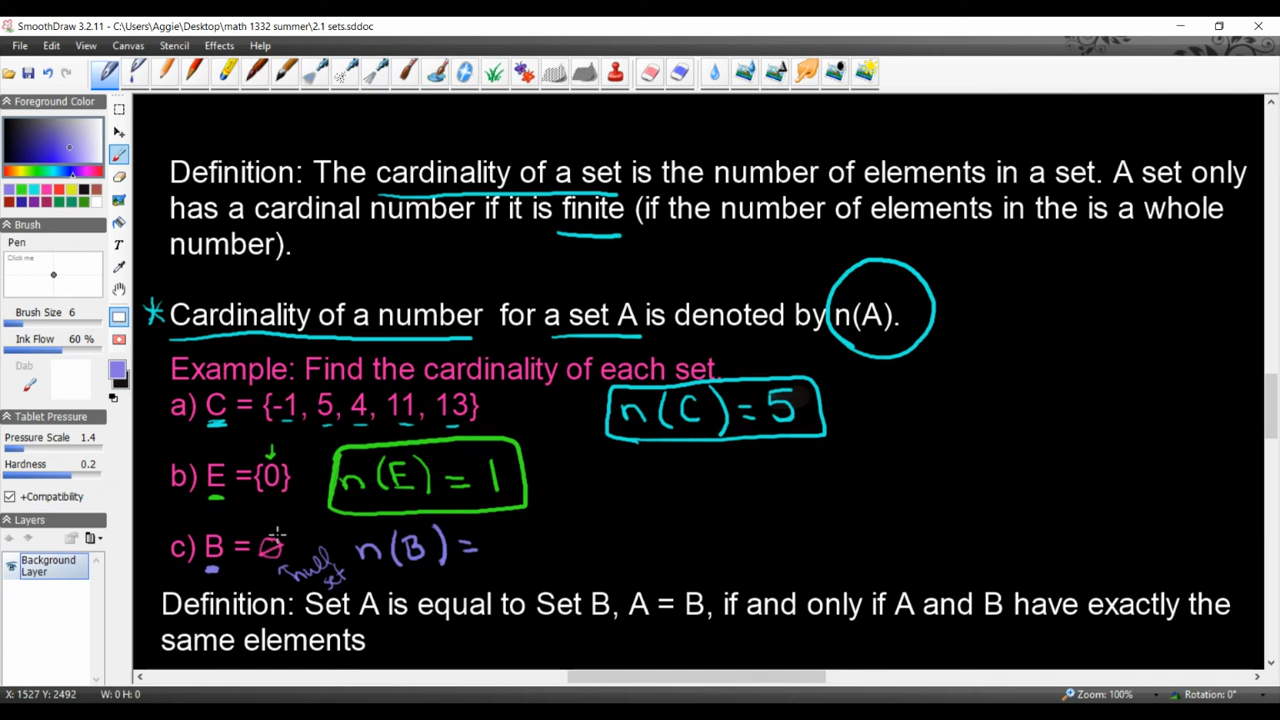 SmoothDraw 3.2.11 - C:\Users\Aggie\Desktop\math 1332 summer\2.1 sets.sddoc
File Edit View Canvas Stencil Effects Help
Foreground Color
Brush
Pen
Click me
Brush Size 6
Ink Flow 60 %
Dab
Tablet Pressure
Pressure Scale 1.4
Hardness 0.2
+Compatibility
Layers
Background Layer
Definition: The cardinality of a set is the number of elements in a set. A set only
has a cardinal number if it is finite (if the number of elements in the is a whole
number).
* Cardinality of a number for a set A is denoted by n(A).
Example: Find the cardinality of each set.
a) C = {-1, 5, 4, 11, 13} n(C) = 5
b) E ={0} n(E) = 1
c) B = ∅ null set n(B) =
Definition: Set A is equal to Set B, A = B, if and only if A and B have exactly the
same elements
X: 1527 Y: 2492 W: 0 H: 0 Zoom: 100% Rotation: 0°